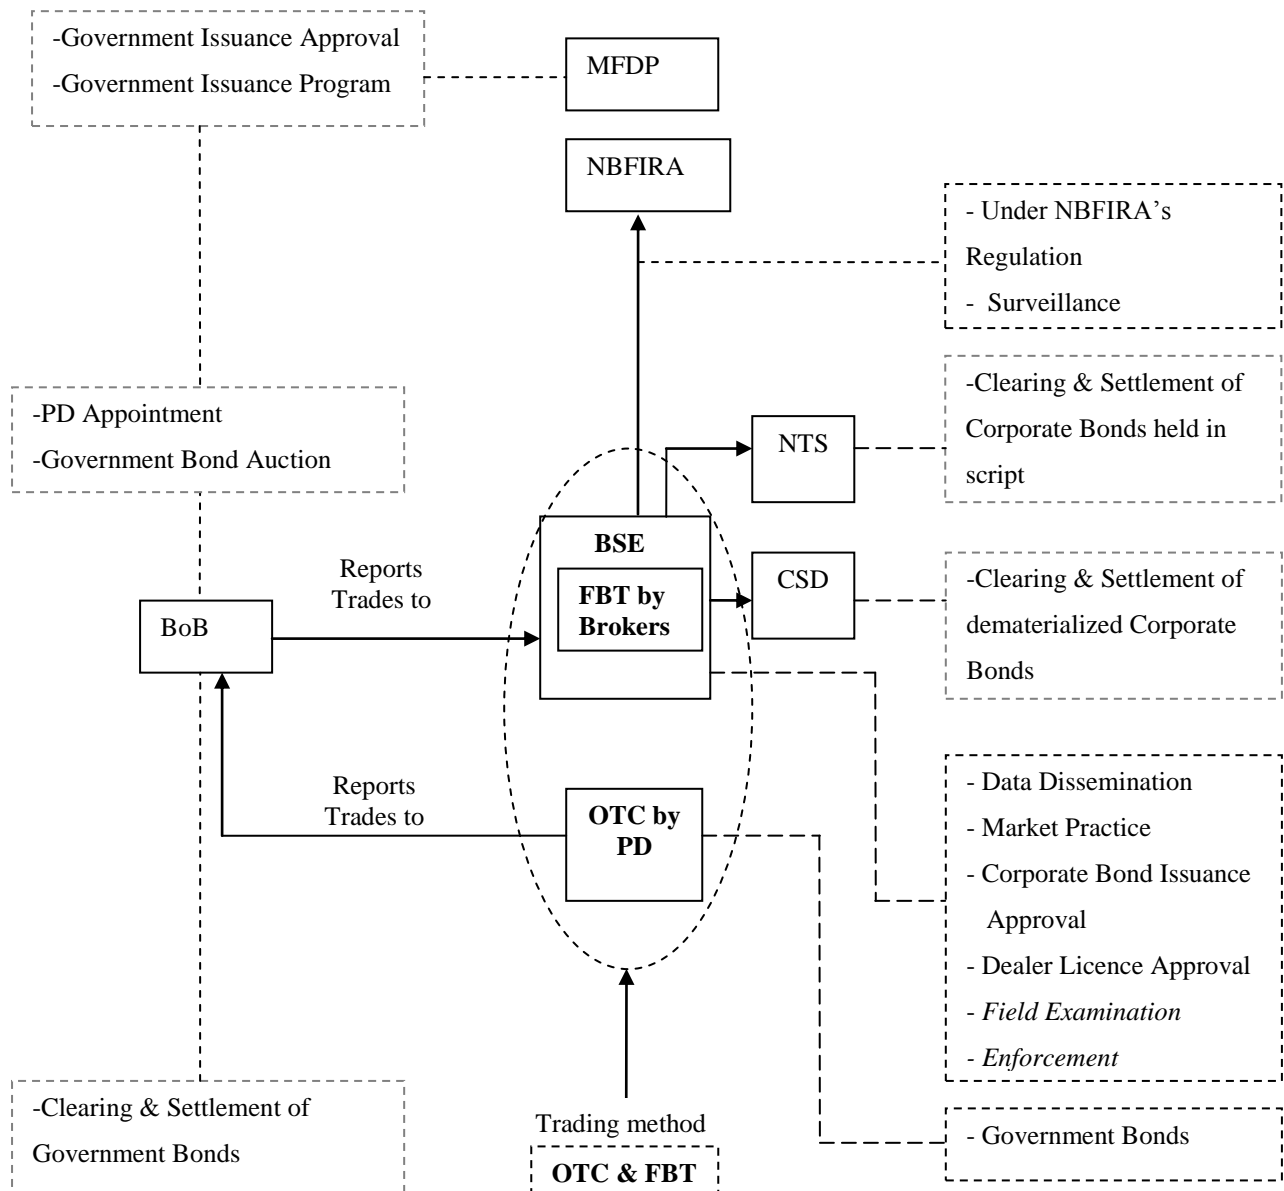 -Government Issuance Approval
-Government Issuance Program
MFDP
NBFIRA
- Under NBFIRA’s
Regulation
- Surveillance
-PD Appointment
-Government Bond Auction
NTS
-Clearing & Settlement of
Corporate Bonds held in
script
BSE
FBT by
Brokers
CSD
-Clearing & Settlement of
dematerialized Corporate
Bonds
Reports
Trades to
BoB
Reports
Trades to
OTC by
PD
- Data Dissemination
- Market Practice
- Corporate Bond Issuance
Approval
- Dealer Licence Approval
- Field Examination
- Enforcement
-Clearing & Settlement of
Government Bonds
Trading method
OTC & FBT
- Government Bonds